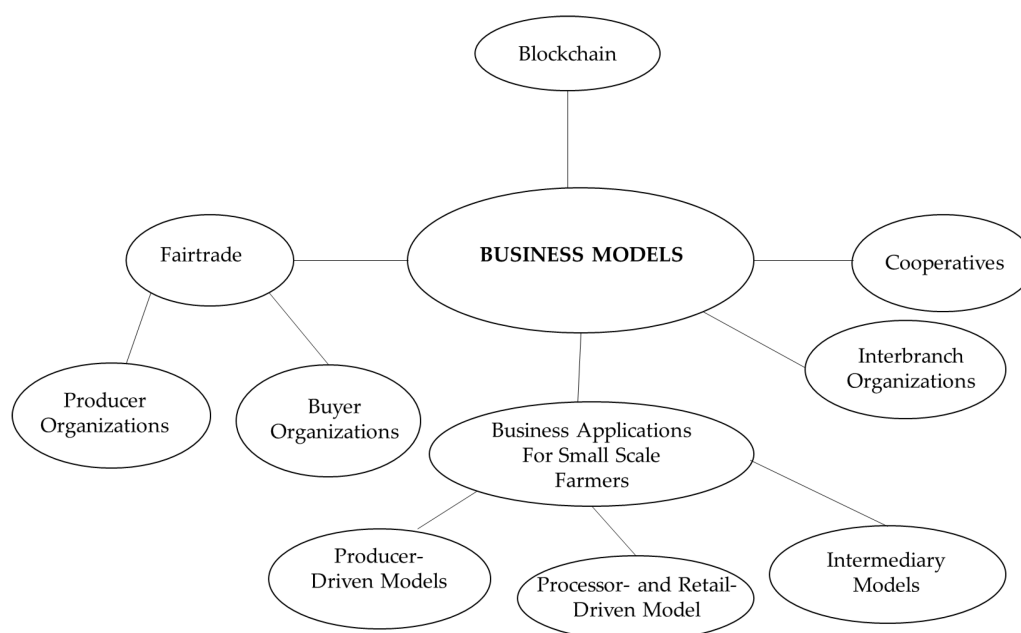 Blockchain
BUSINESS MODELS
Fairtrade
Cooperatives
Interbranch
Organizations
Producer
Organizations
Buyer
Organizations
Business Applications
For Small Scale
Farmers
Producer-
Driven Models
Processor- and Retail-
Driven Model
Intermediary
Models